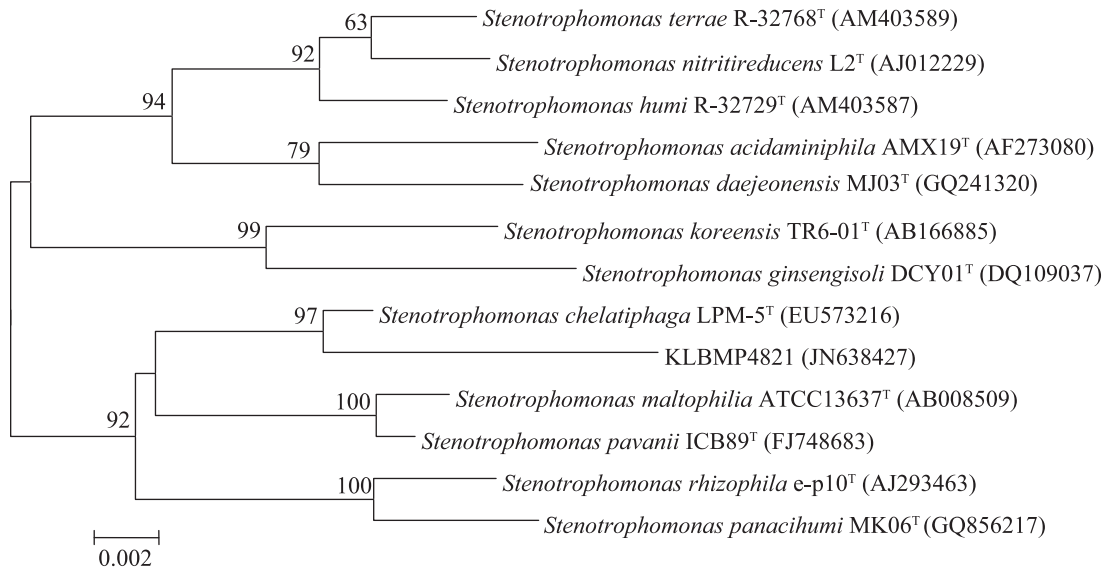 63
Stenotrophomonas terrae R-32768ᵀ (AM403589)
92
Stenotrophomonas nitritireducens L2ᵀ (AJ012229)
94
Stenotrophomonas humi R-32729ᵀ (AM403587)
79
Stenotrophomonas acidaminiphila AMX19ᵀ (AF273080)
Stenotrophomonas daejeonensis MJ03ᵀ (GQ241320)
99
Stenotrophomonas koreensis TR6-01ᵀ (AB166885)
Stenotrophomonas ginsengisoli DCY01ᵀ (DQ109037)
97
Stenotrophomonas chelatiphaga LPM-5ᵀ (EU573216)
KLBMP4821 (JN638427)
100
Stenotrophomonas maltophilia ATCC13637ᵀ (AB008509)
92
Stenotrophomonas pavanii ICB89ᵀ (FJ748683)
100
Stenotrophomonas rhizophila e-p10ᵀ (AJ293463)
Stenotrophomonas panacihumi MK06ᵀ (GQ856217)
0.002